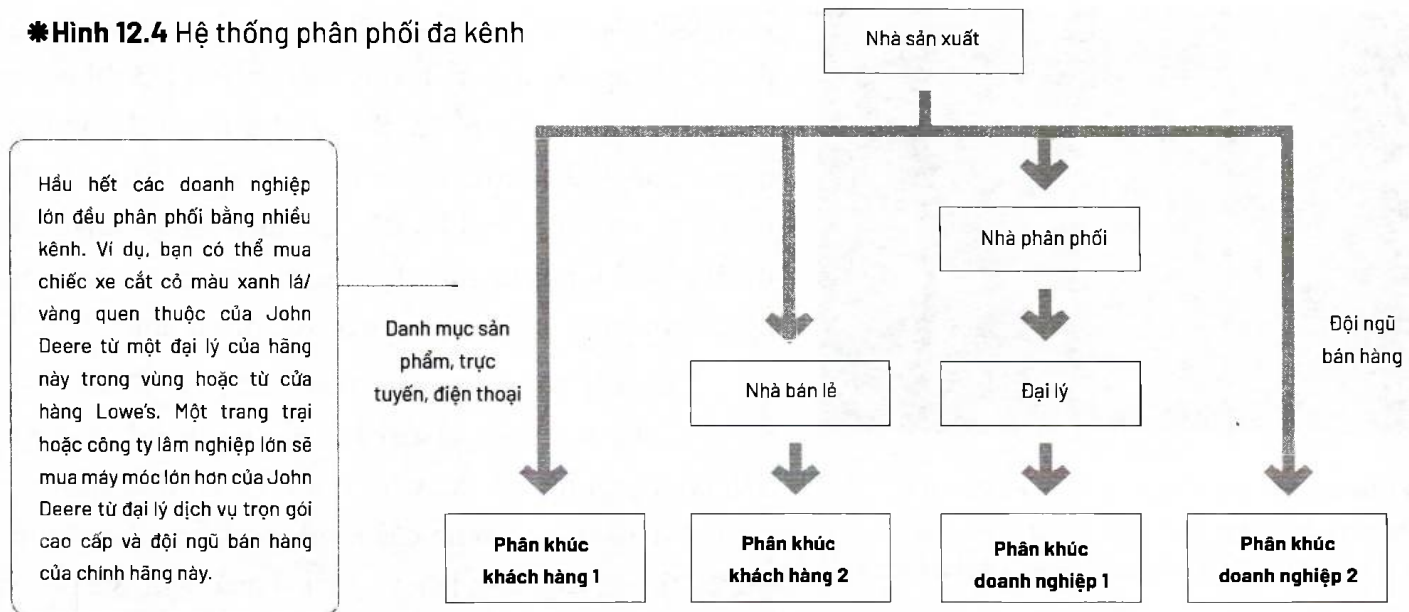 ✱Hình 12.4 Hệ thống phân phối đa kênh
Nhà sản xuất
Hầu hết các doanh nghiệp
lớn đều phân phối bằng nhiều
kênh. Ví dụ, bạn có thể mua
chiếc xe cắt cỏ màu xanh lá/
vàng quen thuộc của John
Deere từ một đại lý của hãng
này trong vùng hoặc từ cửa
hàng Lowe's. Một trang trại
hoặc công ty lâm nghiệp lớn sẽ
mua máy móc lớn hơn của John
Deere từ đại lý dịch vụ trọn gói
cao cấp và đội ngũ bán hàng
của chính hãng này.
Nhà phân phối
Danh mục sản
phẩm, trực
tuyến, điện thoại
Đội ngũ
bán hàng
Nhà bán lẻ
Đại lý
Phân khúc
khách hàng 1
Phân khúc
khách hàng 2
Phân khúc
doanh nghiệp 1
Phân khúc
doanh nghiệp 2